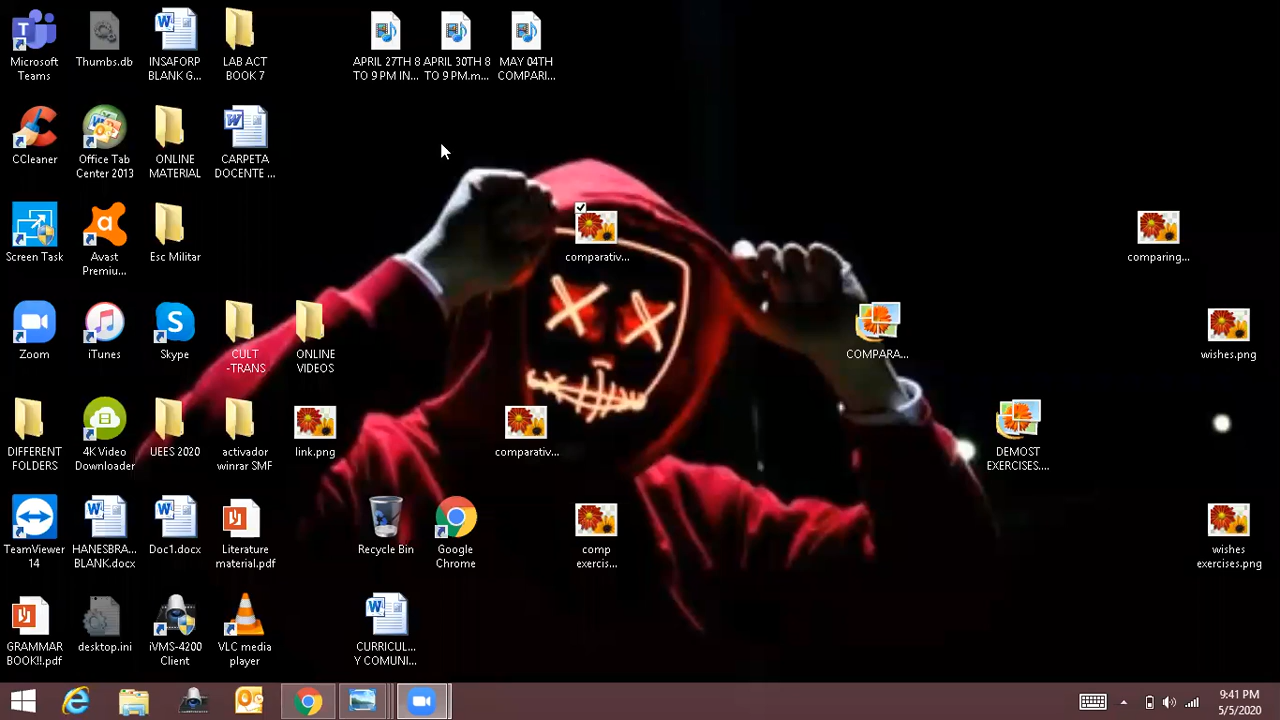 Microsoft
Teams
Thumbs.db
INSAFORP
BLANK G...
LAB ACT
BOOK 7
APRIL 27TH 8
TO 9 PM IN...
APRIL 30TH 8
TO 9 PM.m...
MAY 04TH
COMPARI...
CCleaner
Office Tab
Center 2013
ONLINE
MATERIAL
CARPETA
DOCENTE ...
Screen Task
Avast
Premiu...
Esc Militar
comparativ...
comparing...
Zoom
iTunes
Skype
CULT
-TRANS
ONLINE
VIDEOS
COMPARA...
wishes.png
DIFFERENT
FOLDERS
4K Video
Downloader
UEES 2020
activador
winrar SMF
link.png
comparativ...
DEMOST
EXERCISES....
TeamViewer
14
HANESBRA...
BLANK.docx
Doc1.docx
Literature
material.pdf
Recycle Bin
Google
Chrome
comp
exercis...
wishes
exercises.png
GRAMMAR
BOOK!!.pdf
desktop.ini
iVMS-4200
Client
VLC media
player
CURRICUL...
Y COMUNI...
9:41 PM
5/5/2020